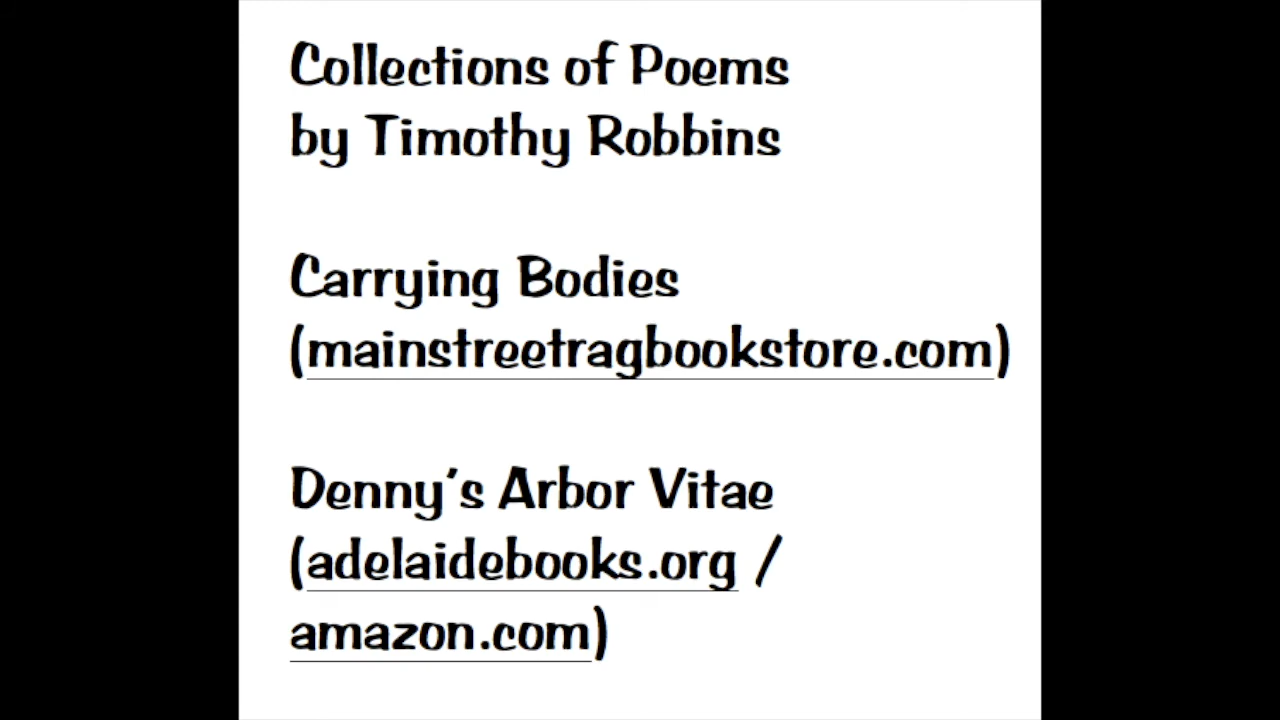 Collections of Poems
by Timothy Robbins
Carrying Bodies
(mainstreetragbookstore.com)
Denny's Arbor Vitae
(adelaidebooks.org /
amazon.com)